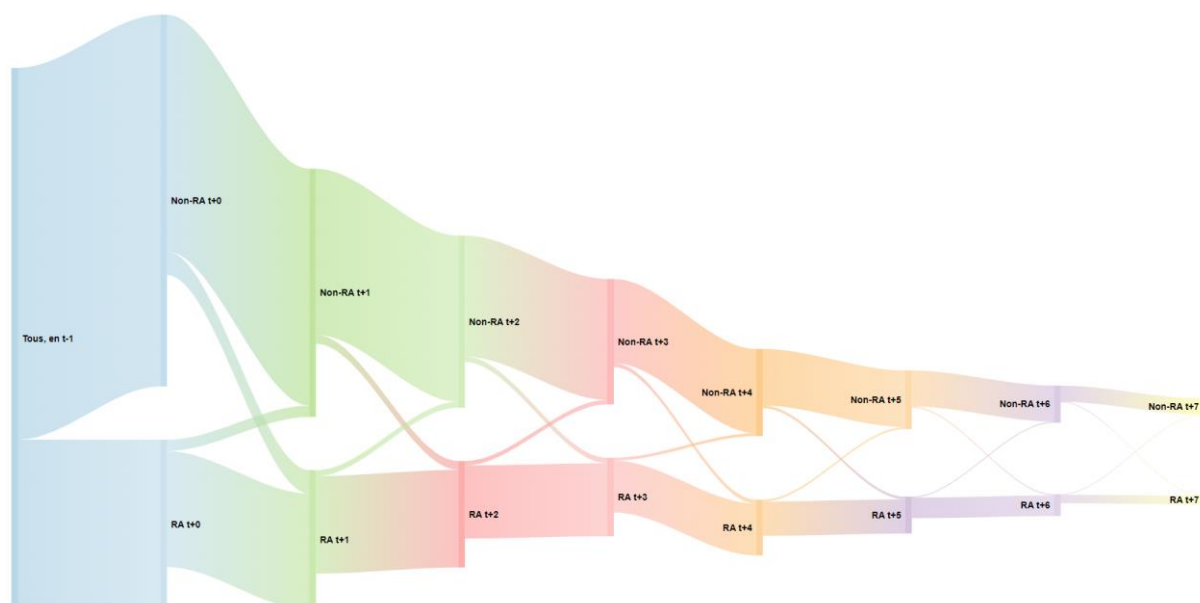 Tous, en t-1
Non-RA t+0
RA t+0
Non-RA t+1
RA t+1
Non-RA t+2
RA t+2
Non-RA t+3
RA t+3
Non-RA t+4
RA t+4
Non-RA t+5
RA t+5
Non-RA t+6
RA t+6
Non-RA t+7
RA t+7